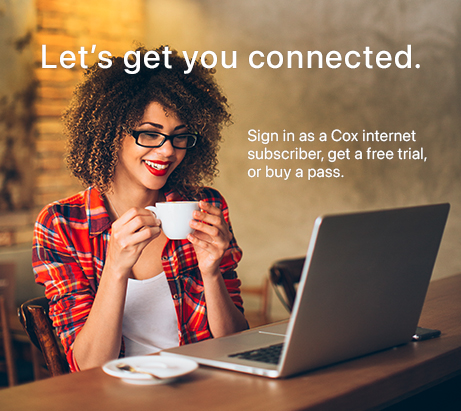 Let’s get you connected.
Sign in as a Cox internet
subscriber, get a free trial,
or buy a pass.